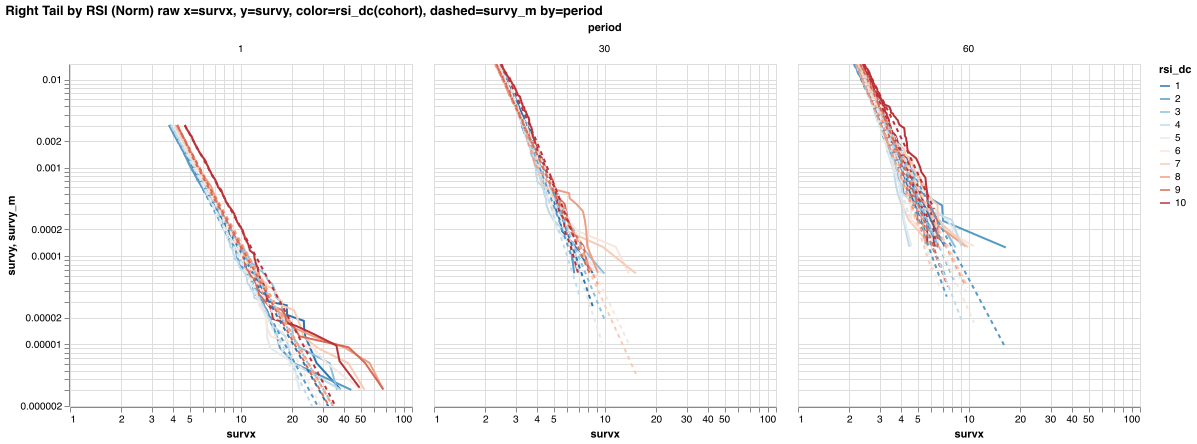 Right Tail by RSI (Norm) raw x=survx, y=survy, color=rsi_dc(cohort), dashed=survy_m by=period
period
1 30 60
survy, survy_m
0.01
0.002
0.001
0.0002
0.0001
0.00002
0.00001
0.000002
1 2 3 4 5 10 20 30 40 50 100
1 2 3 4 5 10 20 30 40 50 100
1 2 3 4 5 10 20 30 40 50 100
survx survx survx
rsi_dc
1
2
3
4
5
6
7
8
9
10